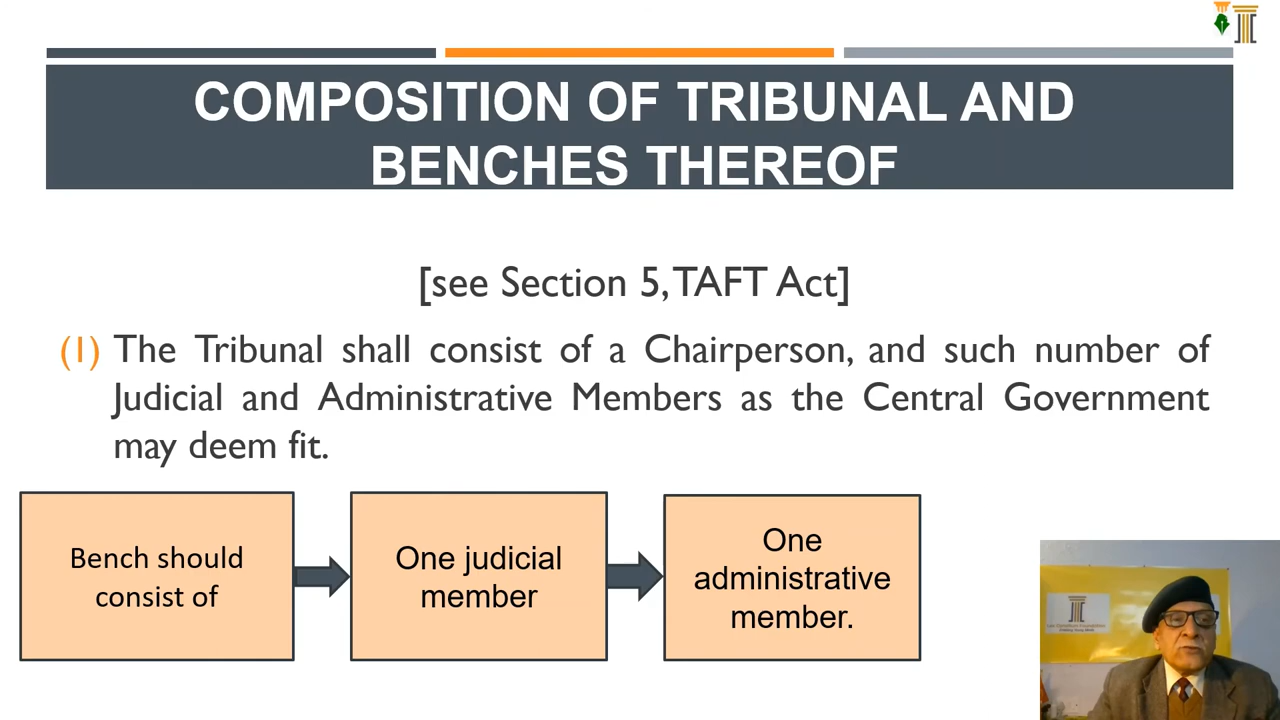 COMPOSITION OF TRIBUNAL AND
BENCHES THEREOF
[see Section 5, TAFT Act]
(1) The Tribunal shall consist of a Chairperson, and such number of
Judicial and Administrative Members as the Central Government
may deem fit.
Bench should
consist of
One judicial
member
One
administrative
member.